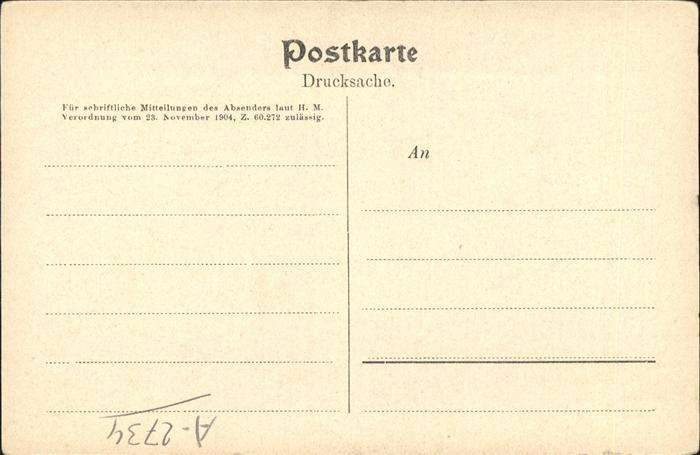 Postkarte
Drucksache.
Für schriftliche Mitteilungen des Absenders laut H. M.
Verordnung vom 23. November 1904, Z. 60.272 zulässig.
An
A-2734